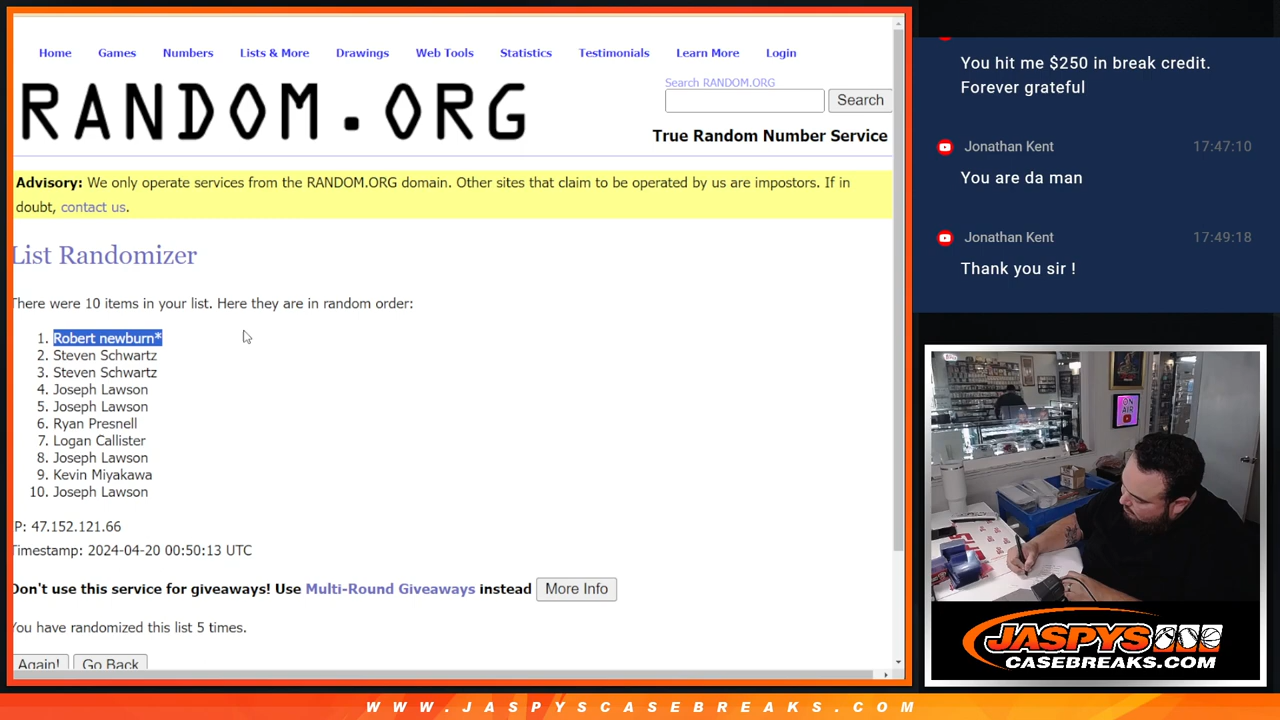 Home Games Numbers Lists & More Drawings Web Tools Statistics Testimonials Learn More Login
RANDOM.ORG
Search RANDOM.ORG
Search
True Random Number Service
Advisory: We only operate services from the RANDOM.ORG domain. Other sites that claim to be operated by us are impostors. If in
doubt, contact us.
List Randomizer
There were 10 items in your list. Here they are in random order:
1. Robert newburn*
2. Steven Schwartz
3. Steven Schwartz
4. Joseph Lawson
5. Joseph Lawson
6. Ryan Presnell
7. Logan Callister
8. Joseph Lawson
9. Kevin Miyakawa
10. Joseph Lawson
IP: 47.152.121.66
Timestamp: 2024-04-20 00:50:13 UTC
Don't use this service for giveaways! Use Multi-Round Giveaways instead More Info
You have randomized this list 5 times.
Again! Go Back
You hit me $250 in break credit.
Forever grateful
Jonathan Kent 17:47:10
You are da man
Jonathan Kent 17:49:18
Thank you sir !
ON
AIR
JASPYS
CASEBREAKS.COM
WWW.JASPYSCASEBREAKS.COM